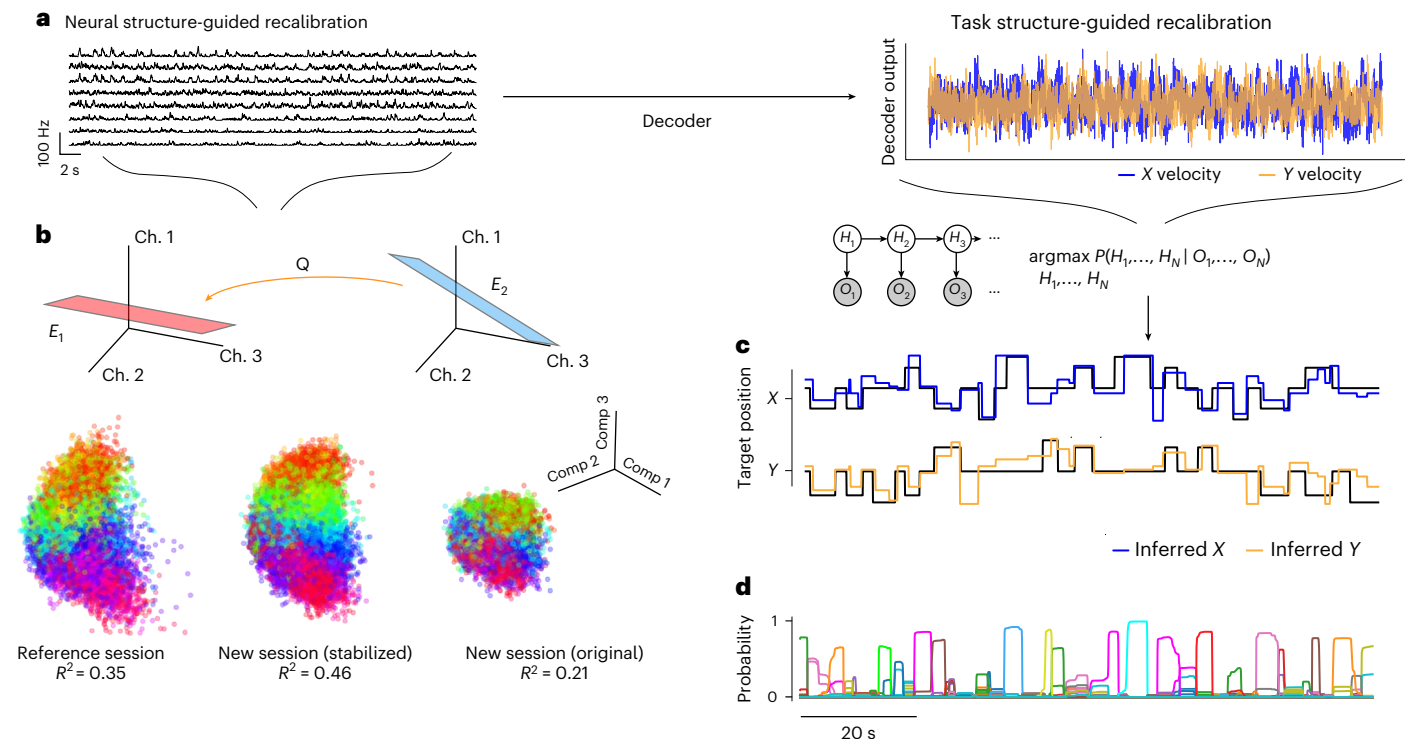 a Neural structure-guided recalibration
100 Hz
2 s
Decoder
Task structure-guided recalibration
Decoder output
X velocity
Y velocity
b
Ch. 1
E1
Ch. 2
Ch. 3
Q
Ch. 1
E2
Ch. 2
Ch. 3
Comp 3
Comp 2
Comp 1
Reference session
R² = 0.35
New session (stabilized)
R² = 0.46
New session (original)
R² = 0.21
H1 H2 H3 ...
O1 O2 O3 ...
argmax P(H1,..., HN | O1,..., ON)
H1,..., HN
c
Target position
X
Y
Inferred X
Inferred Y
d
Probability
1
0
20 s